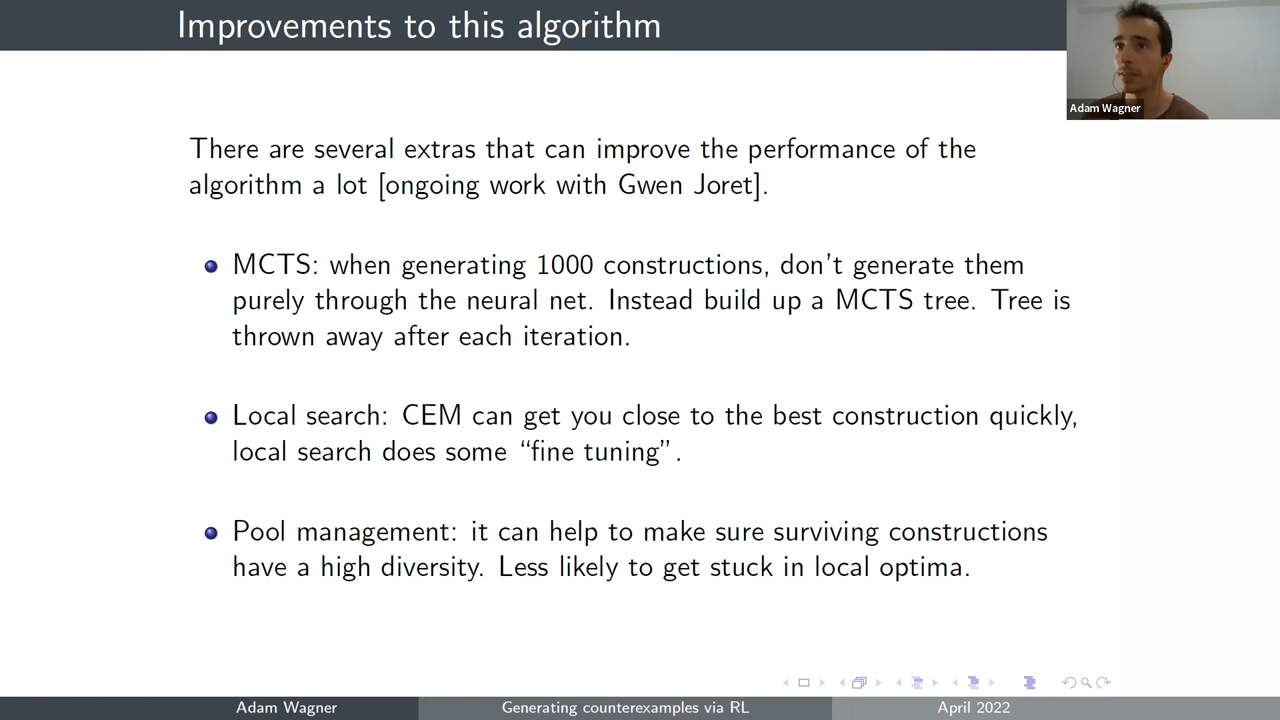 Improvements to this algorithm
Adam Wagner
There are several extras that can improve the performance of the
algorithm a lot [ongoing work with Gwen Joret].
MCTS: when generating 1000 constructions, don't generate them
purely through the neural net. Instead build up a MCTS tree. Tree is
thrown away after each iteration.
Local search: CEM can get you close to the best construction quickly,
local search does some “fine tuning”.
Pool management: it can help to make sure surviving constructions
have a high diversity. Less likely to get stuck in local optima.
Adam Wagner
Generating counterexamples via RL
April 2022